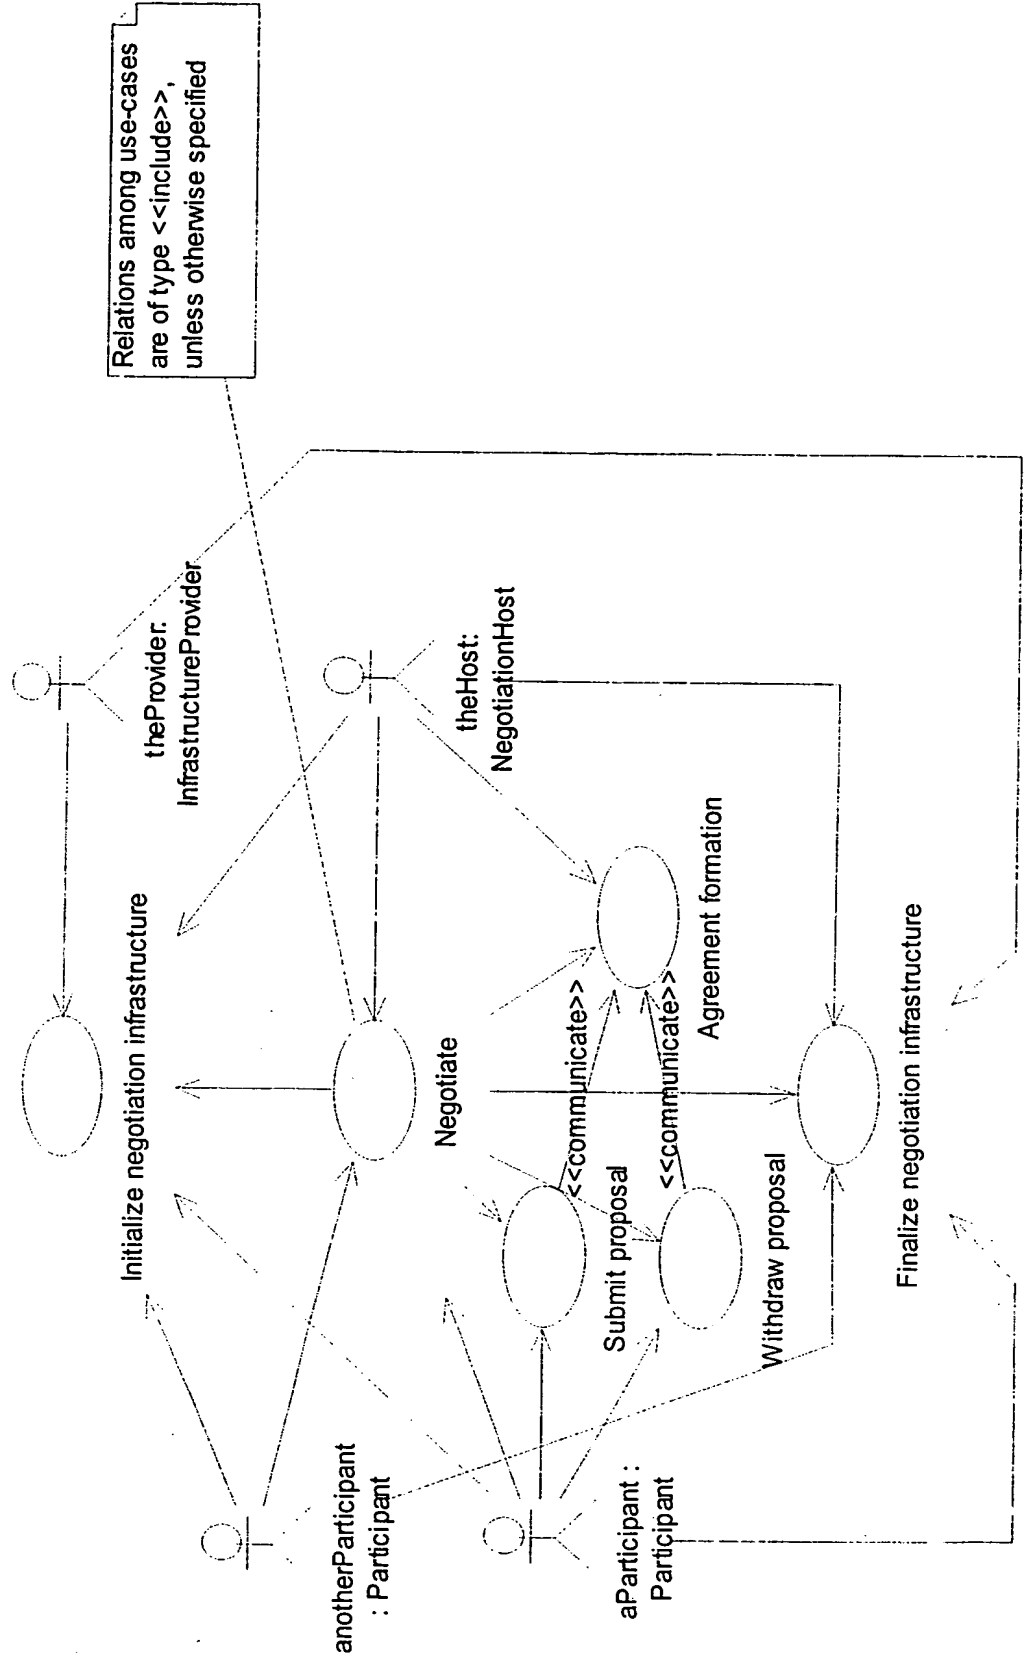 Relations among use-cases
are of type <<include>>,
unless otherwise specified
theProvider:
InfrastructureProvider
Initialize negotiation infrastructure
theHost:
NegotiationHost
Negotiate
anotherParticipant
: Participant
<<communicate>>
<<communicate>>
Agreement formation
Submit proposal
aParticipant :
Participant
Withdraw proposal
Finalize negotiation infrastructure